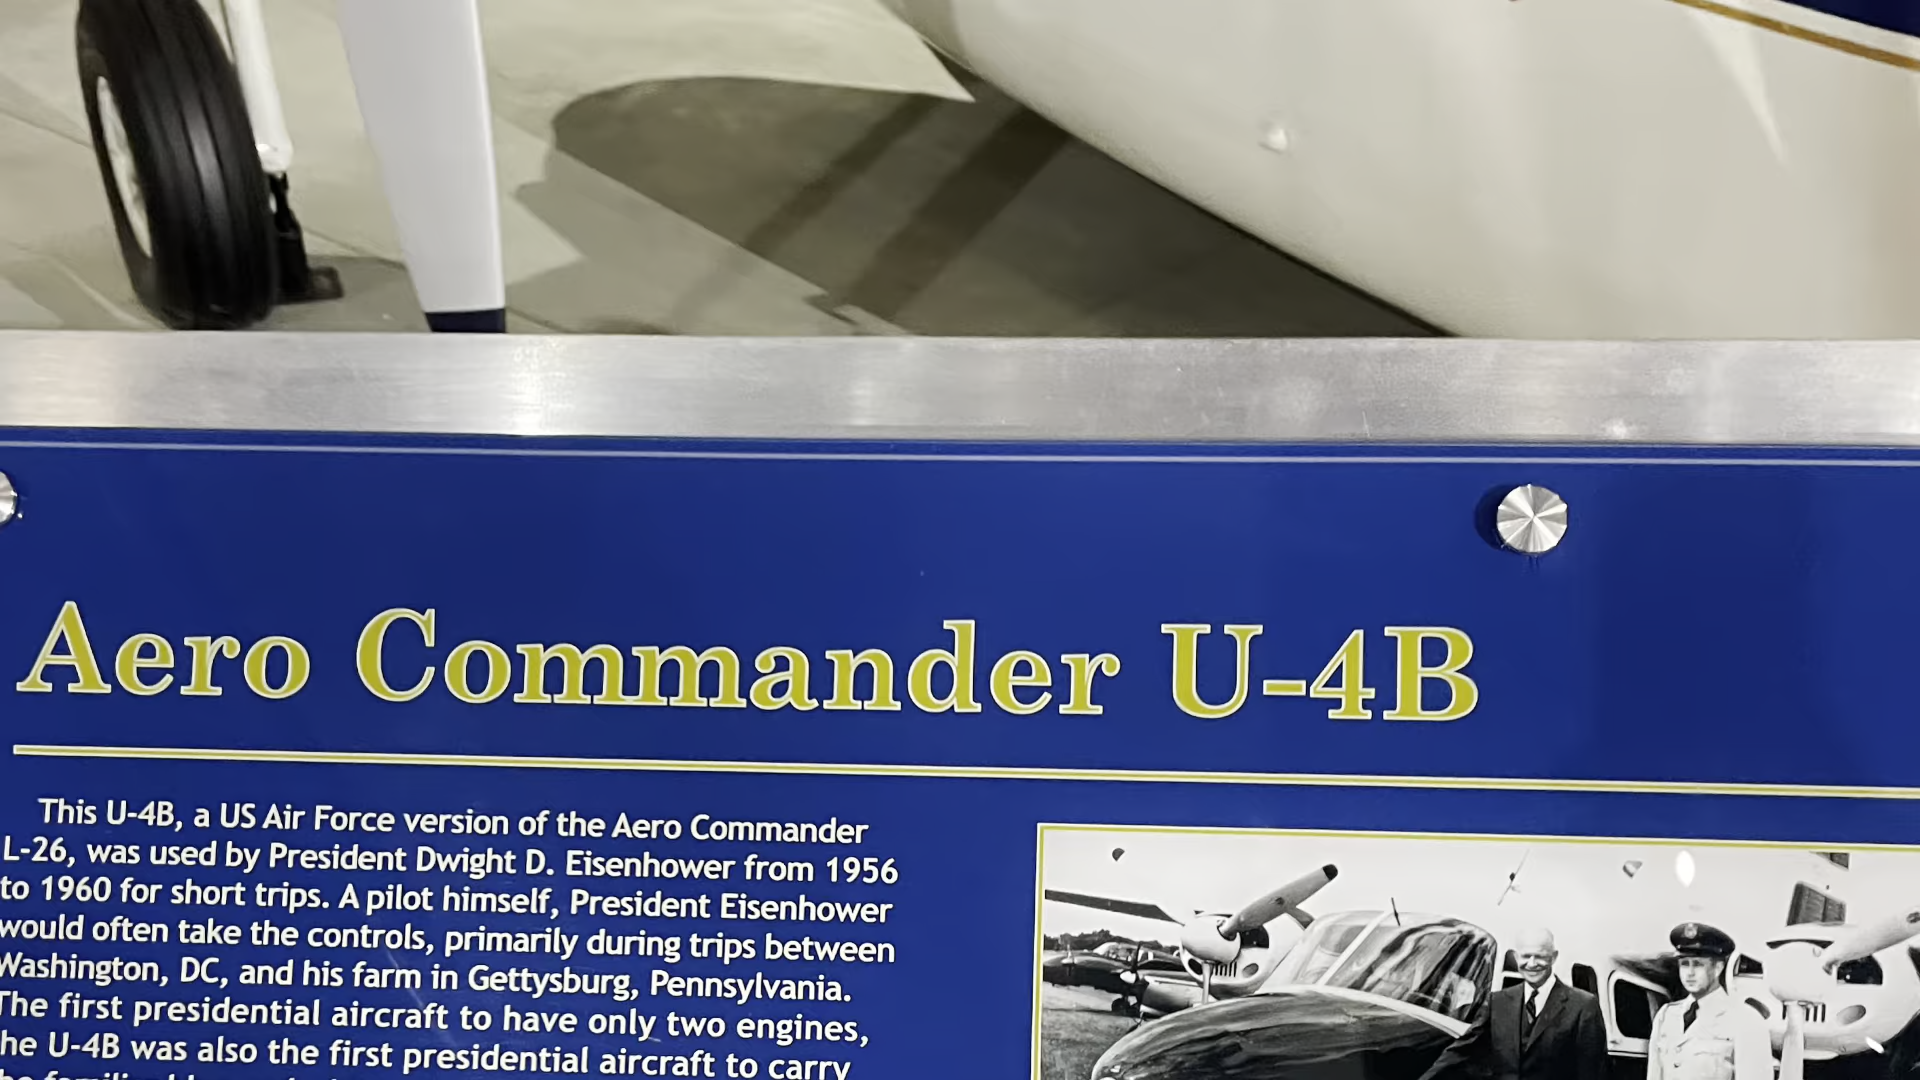 Aero Commander U-4B
This U-4B, a US Air Force version of the Aero Commander
L-26, was used by President Dwight D. Eisenhower from 1956
to 1960 for short trips. A pilot himself, President Eisenhower
would often take the controls, primarily during trips between
Washington, DC, and his farm in Gettysburg, Pennsylvania.
The first presidential aircraft to have only two engines,
the U-4B was also the first presidential aircraft to carry